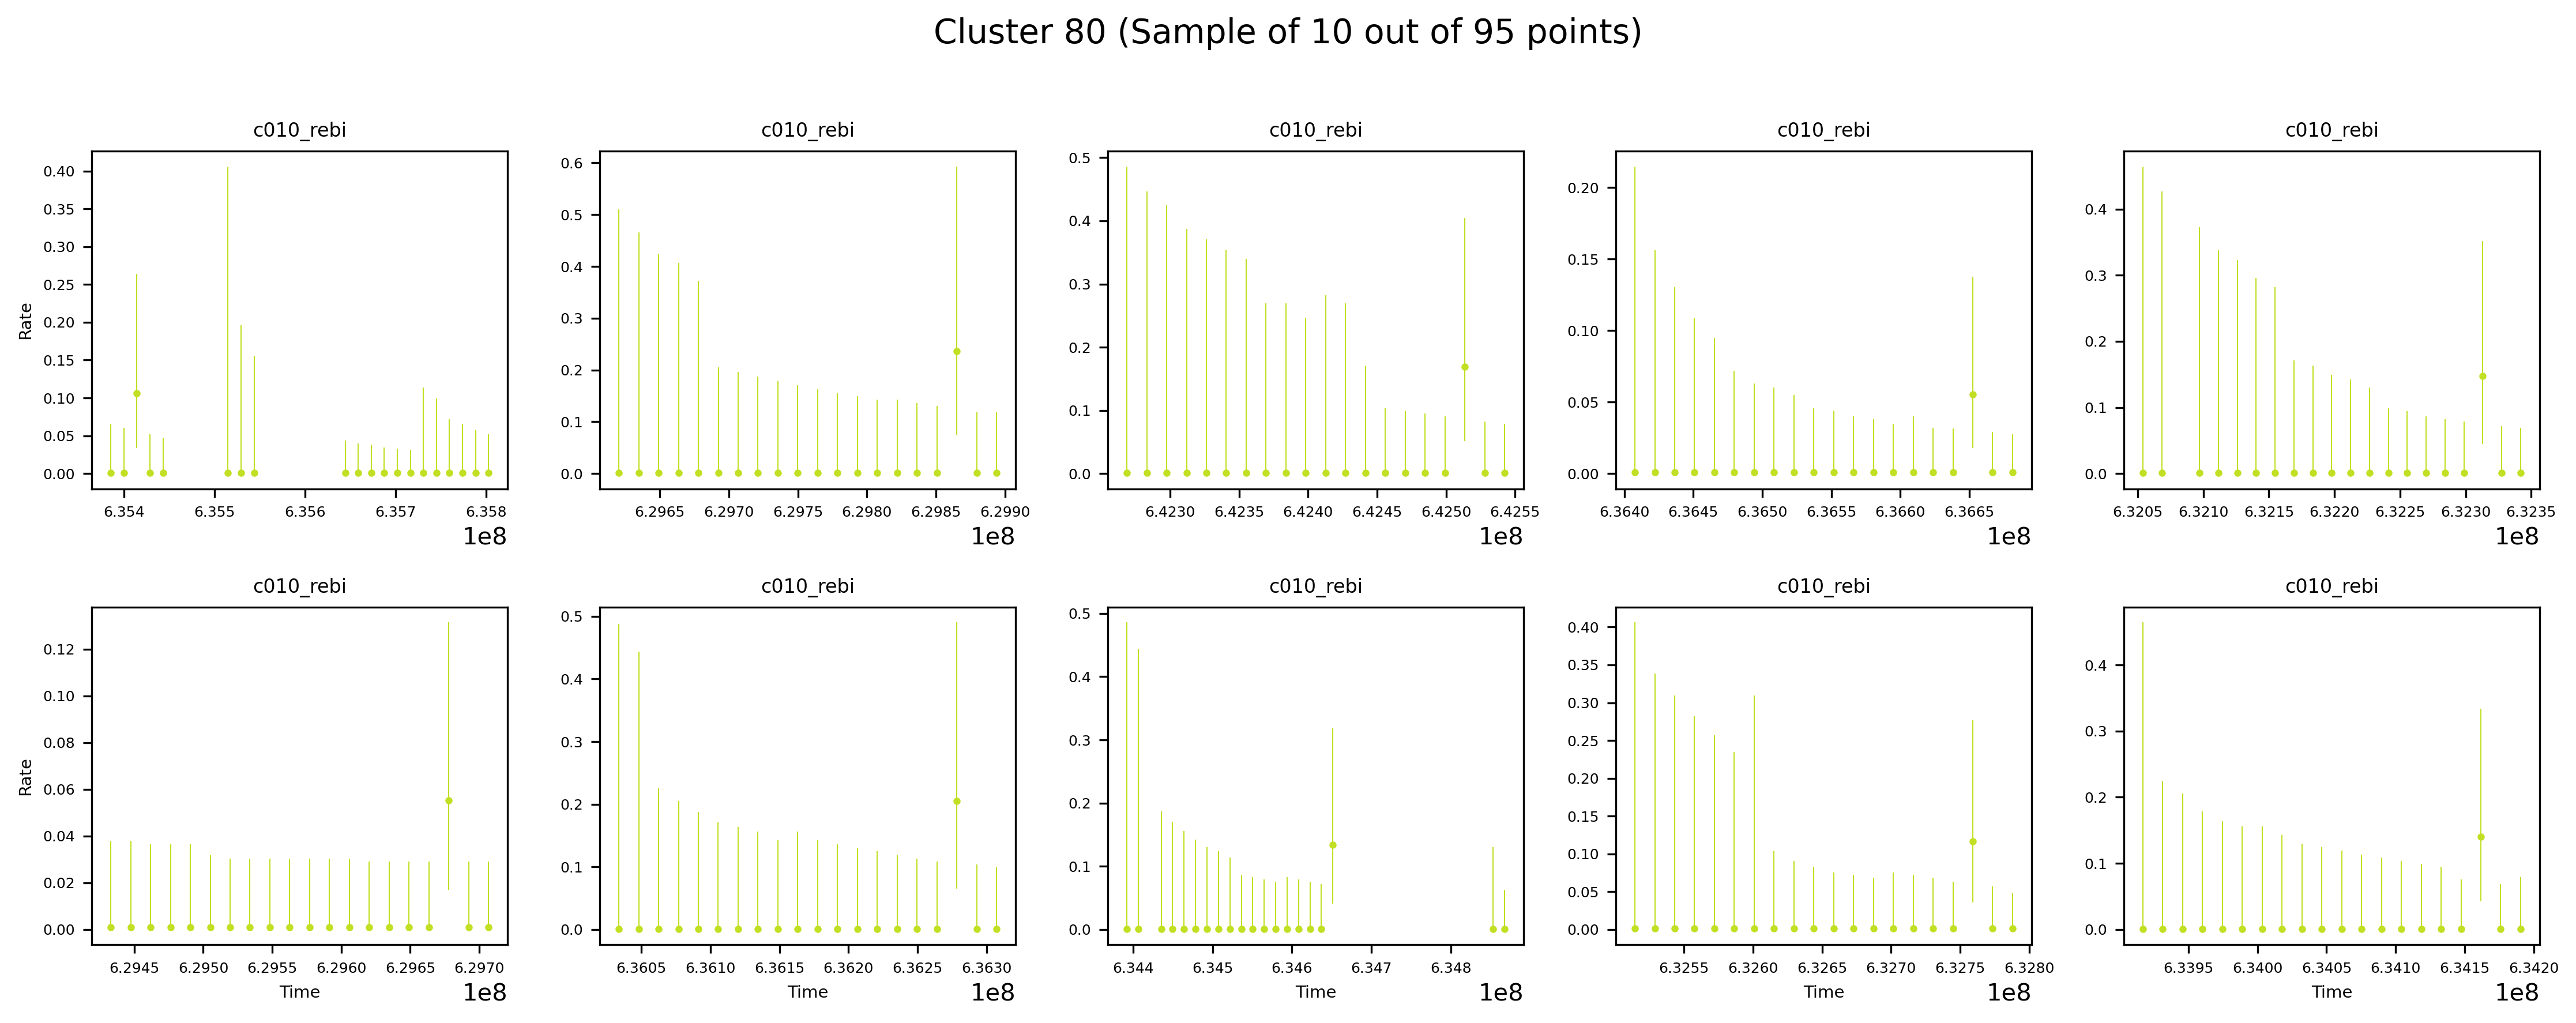 Cluster 80 (Sample of 10 out of 95 points)
c010_rebi c010_rebi c010_rebi c010_rebi c010_rebi
Rate
0.40 0.35 0.30 0.25 0.20 0.15 0.10 0.05 0.00
6.354 6.355 6.356 6.357 6.358
1e8
0.6 0.5 0.4 0.3 0.2 0.1 0.0
6.2965 6.2970 6.2975 6.2980 6.2985 6.2990
1e8
0.5 0.4 0.3 0.2 0.1 0.0
6.4230 6.4235 6.4240 6.4245 6.4250 6.4255
1e8
0.20 0.15 0.10 0.05 0.00
6.3640 6.3645 6.3650 6.3655 6.3660 6.3665
1e8
0.4 0.3 0.2 0.1 0.0
6.3205 6.3210 6.3215 6.3220 6.3225 6.3230 6.3235
1e8
c010_rebi c010_rebi c010_rebi c010_rebi c010_rebi
Rate
0.12 0.10 0.08 0.06 0.04 0.02 0.00
6.2945 6.2950 6.2955 6.2960 6.2965 6.2970
Time
1e8
0.5 0.4 0.3 0.2 0.1 0.0
6.3605 6.3610 6.3615 6.3620 6.3625 6.3630
Time
1e8
0.5 0.4 0.3 0.2 0.1 0.0
6.344 6.345 6.346 6.347 6.348
Time
1e8
0.40 0.35 0.30 0.25 0.20 0.15 0.10 0.05 0.00
6.3255 6.3260 6.3265 6.3270 6.3275 6.3280
Time
1e8
0.4 0.3 0.2 0.1 0.0
6.3395 6.3400 6.3405 6.3410 6.3415 6.3420
Time
1e8